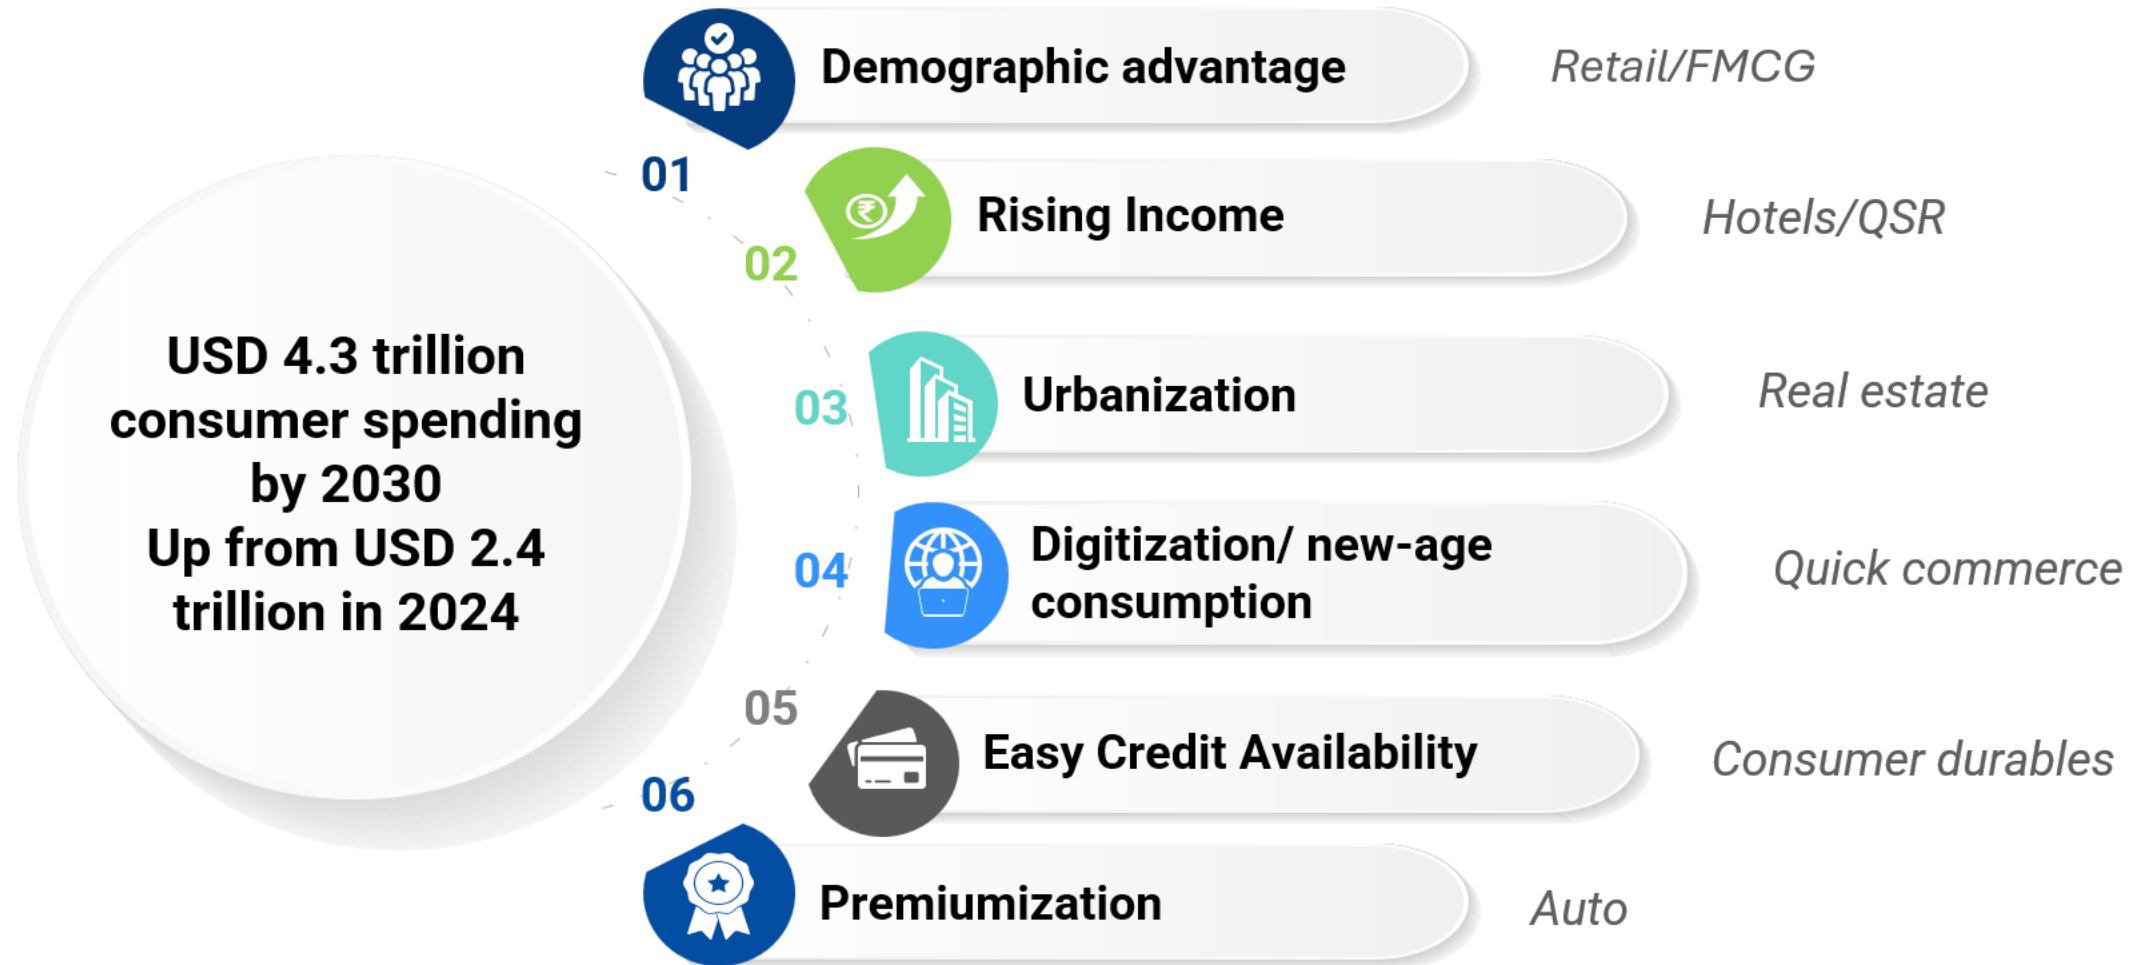 USD 4.3 trillion
consumer spending
by 2030
Up from USD 2.4
trillion in 2024
01
Demographic advantage
Retail/FMCG
02
₹
Rising Income
Hotels/QSR
03
Urbanization
Real estate
04
Digitization/ new-age
consumption
Quick commerce
05
Easy Credit Availability
Consumer durables
06
Premiumization
Auto